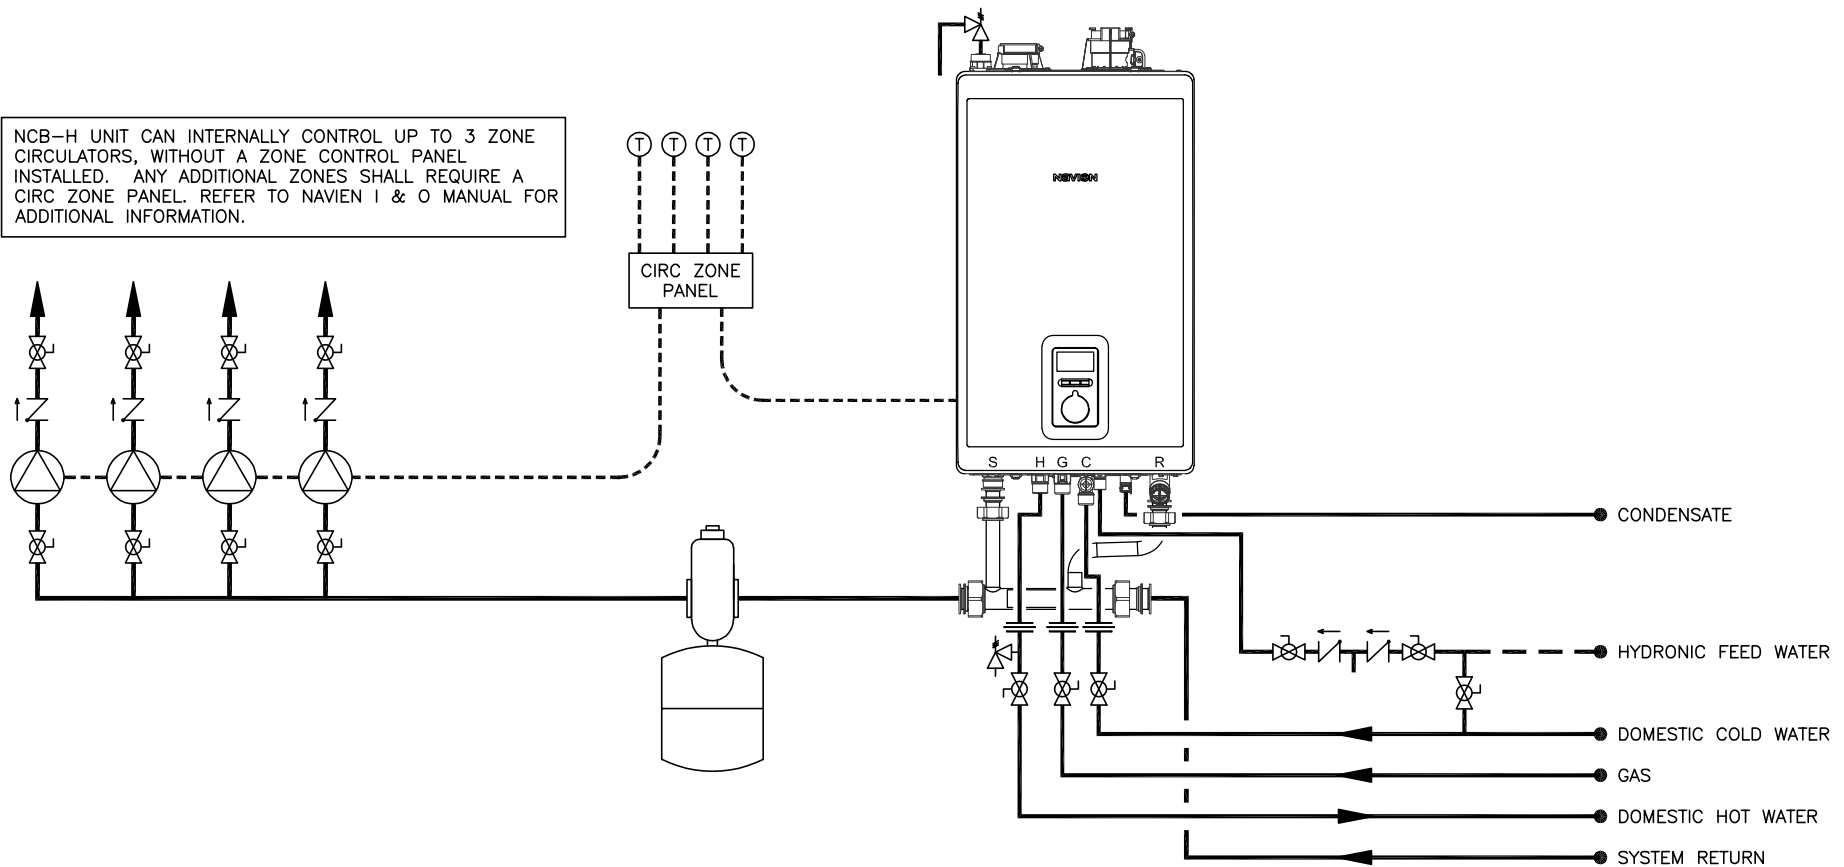 NCB-H UNIT CAN INTERNALLY CONTROL UP TO 3 ZONE
CIRCULATORS, WITHOUT A ZONE CONTROL PANEL
INSTALLED. ANY ADDITIONAL ZONES SHALL REQUIRE A
CIRC ZONE PANEL. REFER TO NAVIEN I & O MANUAL FOR
ADDITIONAL INFORMATION.
T T T T
CIRC ZONE
PANEL
NAVIEN
S H G C R
CONDENSATE
HYDRONIC FEED WATER
DOMESTIC COLD WATER
GAS
DOMESTIC HOT WATER
SYSTEM RETURN